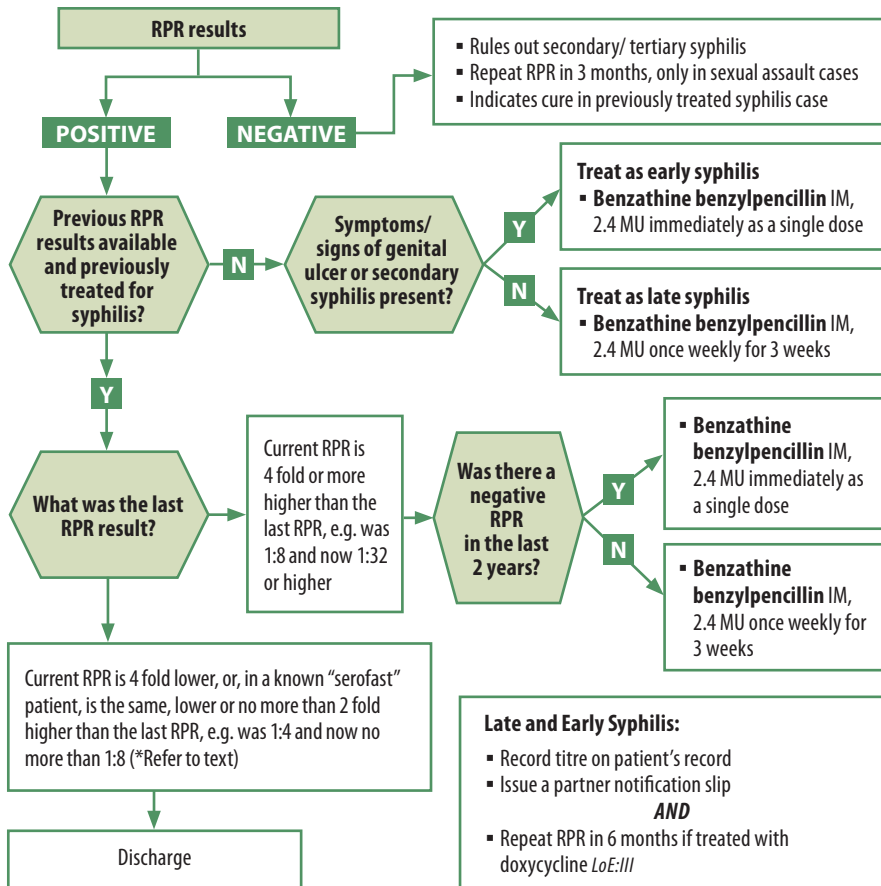 RPR results
▪ Rules out secondary/ tertiary syphilis
▪ Repeat RPR in 3 months, only in sexual assault cases
▪ Indicates cure in previously treated syphilis case
POSITIVE
NEGATIVE
Previous RPR
results available
and previously
treated for
syphilis?
N
Symptoms/
signs of genital
ulcer or secondary
syphilis present?
Y
Treat as early syphilis
▪ Benzathine benzylpencillin IM,
2.4 MU immediately as a single dose
N
Treat as late syphilis
▪ Benzathine benzylpencillin IM,
2.4 MU once weekly for 3 weeks
Y
What was the last
RPR result?
Current RPR is
4 fold or more
higher than the
last RPR, e.g. was
1:8 and now 1:32
or higher
Was there a
negative
RPR
in the last
2 years?
Y
▪ Benzathine
benzylpencillin IM,
2.4 MU immediately as
a single dose
N
▪ Benzathine
benzylpencillin IM,
2.4 MU once weekly for
3 weeks
Current RPR is 4 fold lower, or, in a known “serofast”
patient, is the same, lower or no more than 2 fold
higher than the last RPR, e.g. was 1:4 and now no
more than 1:8 (*Refer to text)
Discharge
Late and Early Syphilis:
▪ Record titre on patient’s record
▪ Issue a partner notification slip
AND
▪ Repeat RPR in 6 months if treated with
doxycycline LoE:III